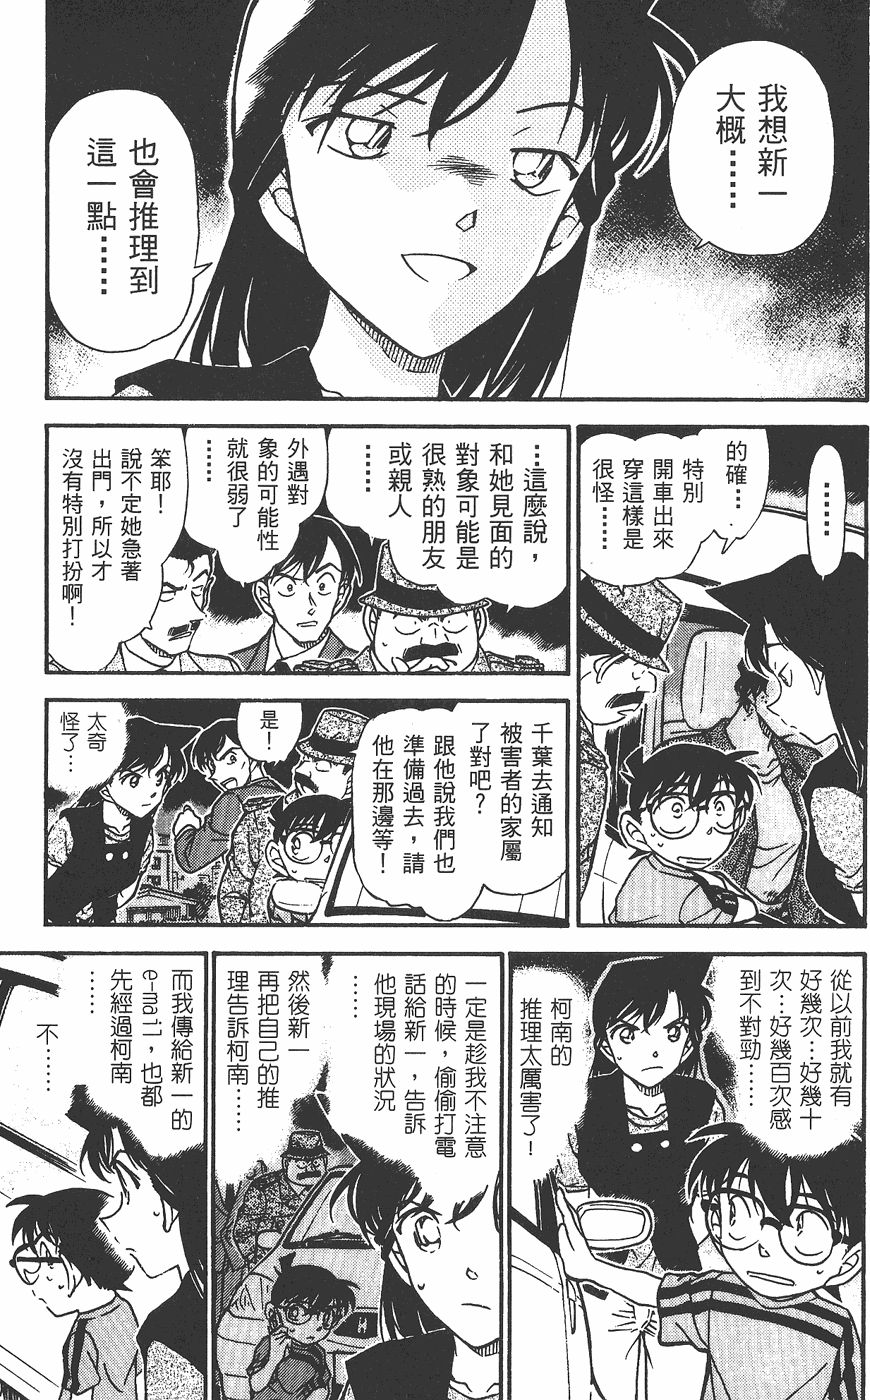 我想新一
大概……
也會推理到
這一點……
……
的確…
特別
開車出來
穿這樣是
很怪……
…這麼說，
和她見面的
對象可能是
很熟的朋友
或親人
……
外遇對
象的可能性
就很弱了
……
笨耶！
說不定她急著
出門，所以才
沒有特別打扮啊！
千葉去通知
被害者的家屬
了對吧？
跟他說我們也
準備過去，請
他在那邊等！
是！
太奇
怪了…
從以前我就有
好幾次…好幾十
次…好幾百次感
到不對勁……
柯南的
推理太厲害了！
一定是趁我不注意
的時候，偷偷打電
話給新一，告訴
他現場的狀況
……
然後新一
再把自己的推
理告訴柯南……
而我傳給新一的
e-mail，也都
先經過柯南
……
不……